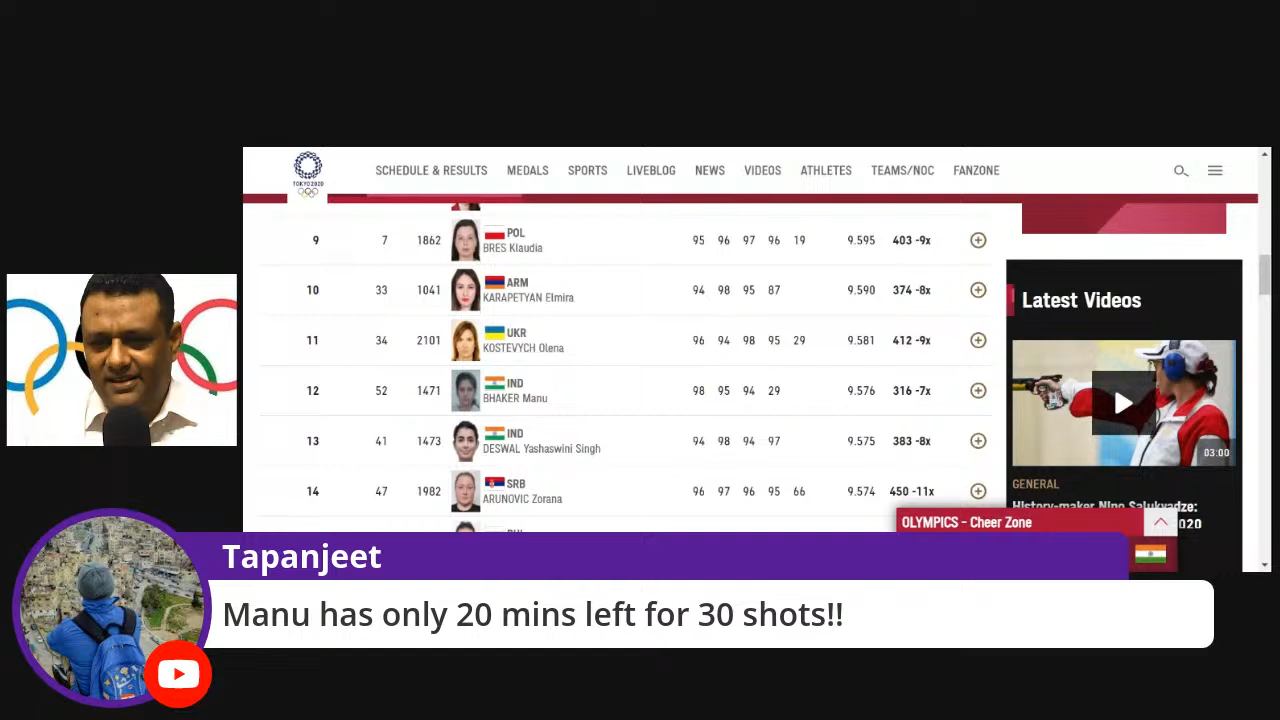 TOKYO 2020
SCHEDULE & RESULTS MEDALS SPORTS LIVEBLOG NEWS VIDEOS ATHLETES TEAMS/NOC FANZONE
9 7 1862 POL BRES Klaudia 95 96 97 96 19 9.595 403 -9x
10 33 1041 ARM KARAPETYAN Elmira 94 98 95 87 9.590 374 -8x
11 34 2101 UKR KOSTEVYCH Olena 96 94 98 95 29 9.581 412 -9x
12 52 1471 IND BHAKER Manu 98 95 94 29 9.576 316 -7x
13 41 1473 IND DESWAL Yashaswini Singh 94 98 94 97 9.575 383 -8x
14 47 1982 SRB ARUNOVIC Zorana 96 97 96 95 66 9.574 450 -11x
Latest Videos
03:00
GENERAL
History-maker Nino Salukvadze:
2020
OLYMPICS - Cheer Zone
Tapanjeet
Manu has only 20 mins left for 30 shots!!